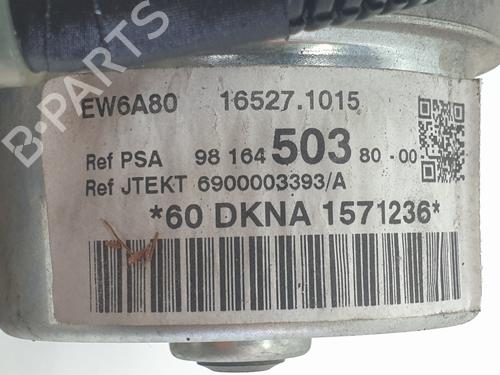 B-PARTS
EW6A80 16527.1015
Ref PSA 98 164 503 80-00
Ref JTEKT 6900003393/A
*60 DKNA 1571236*